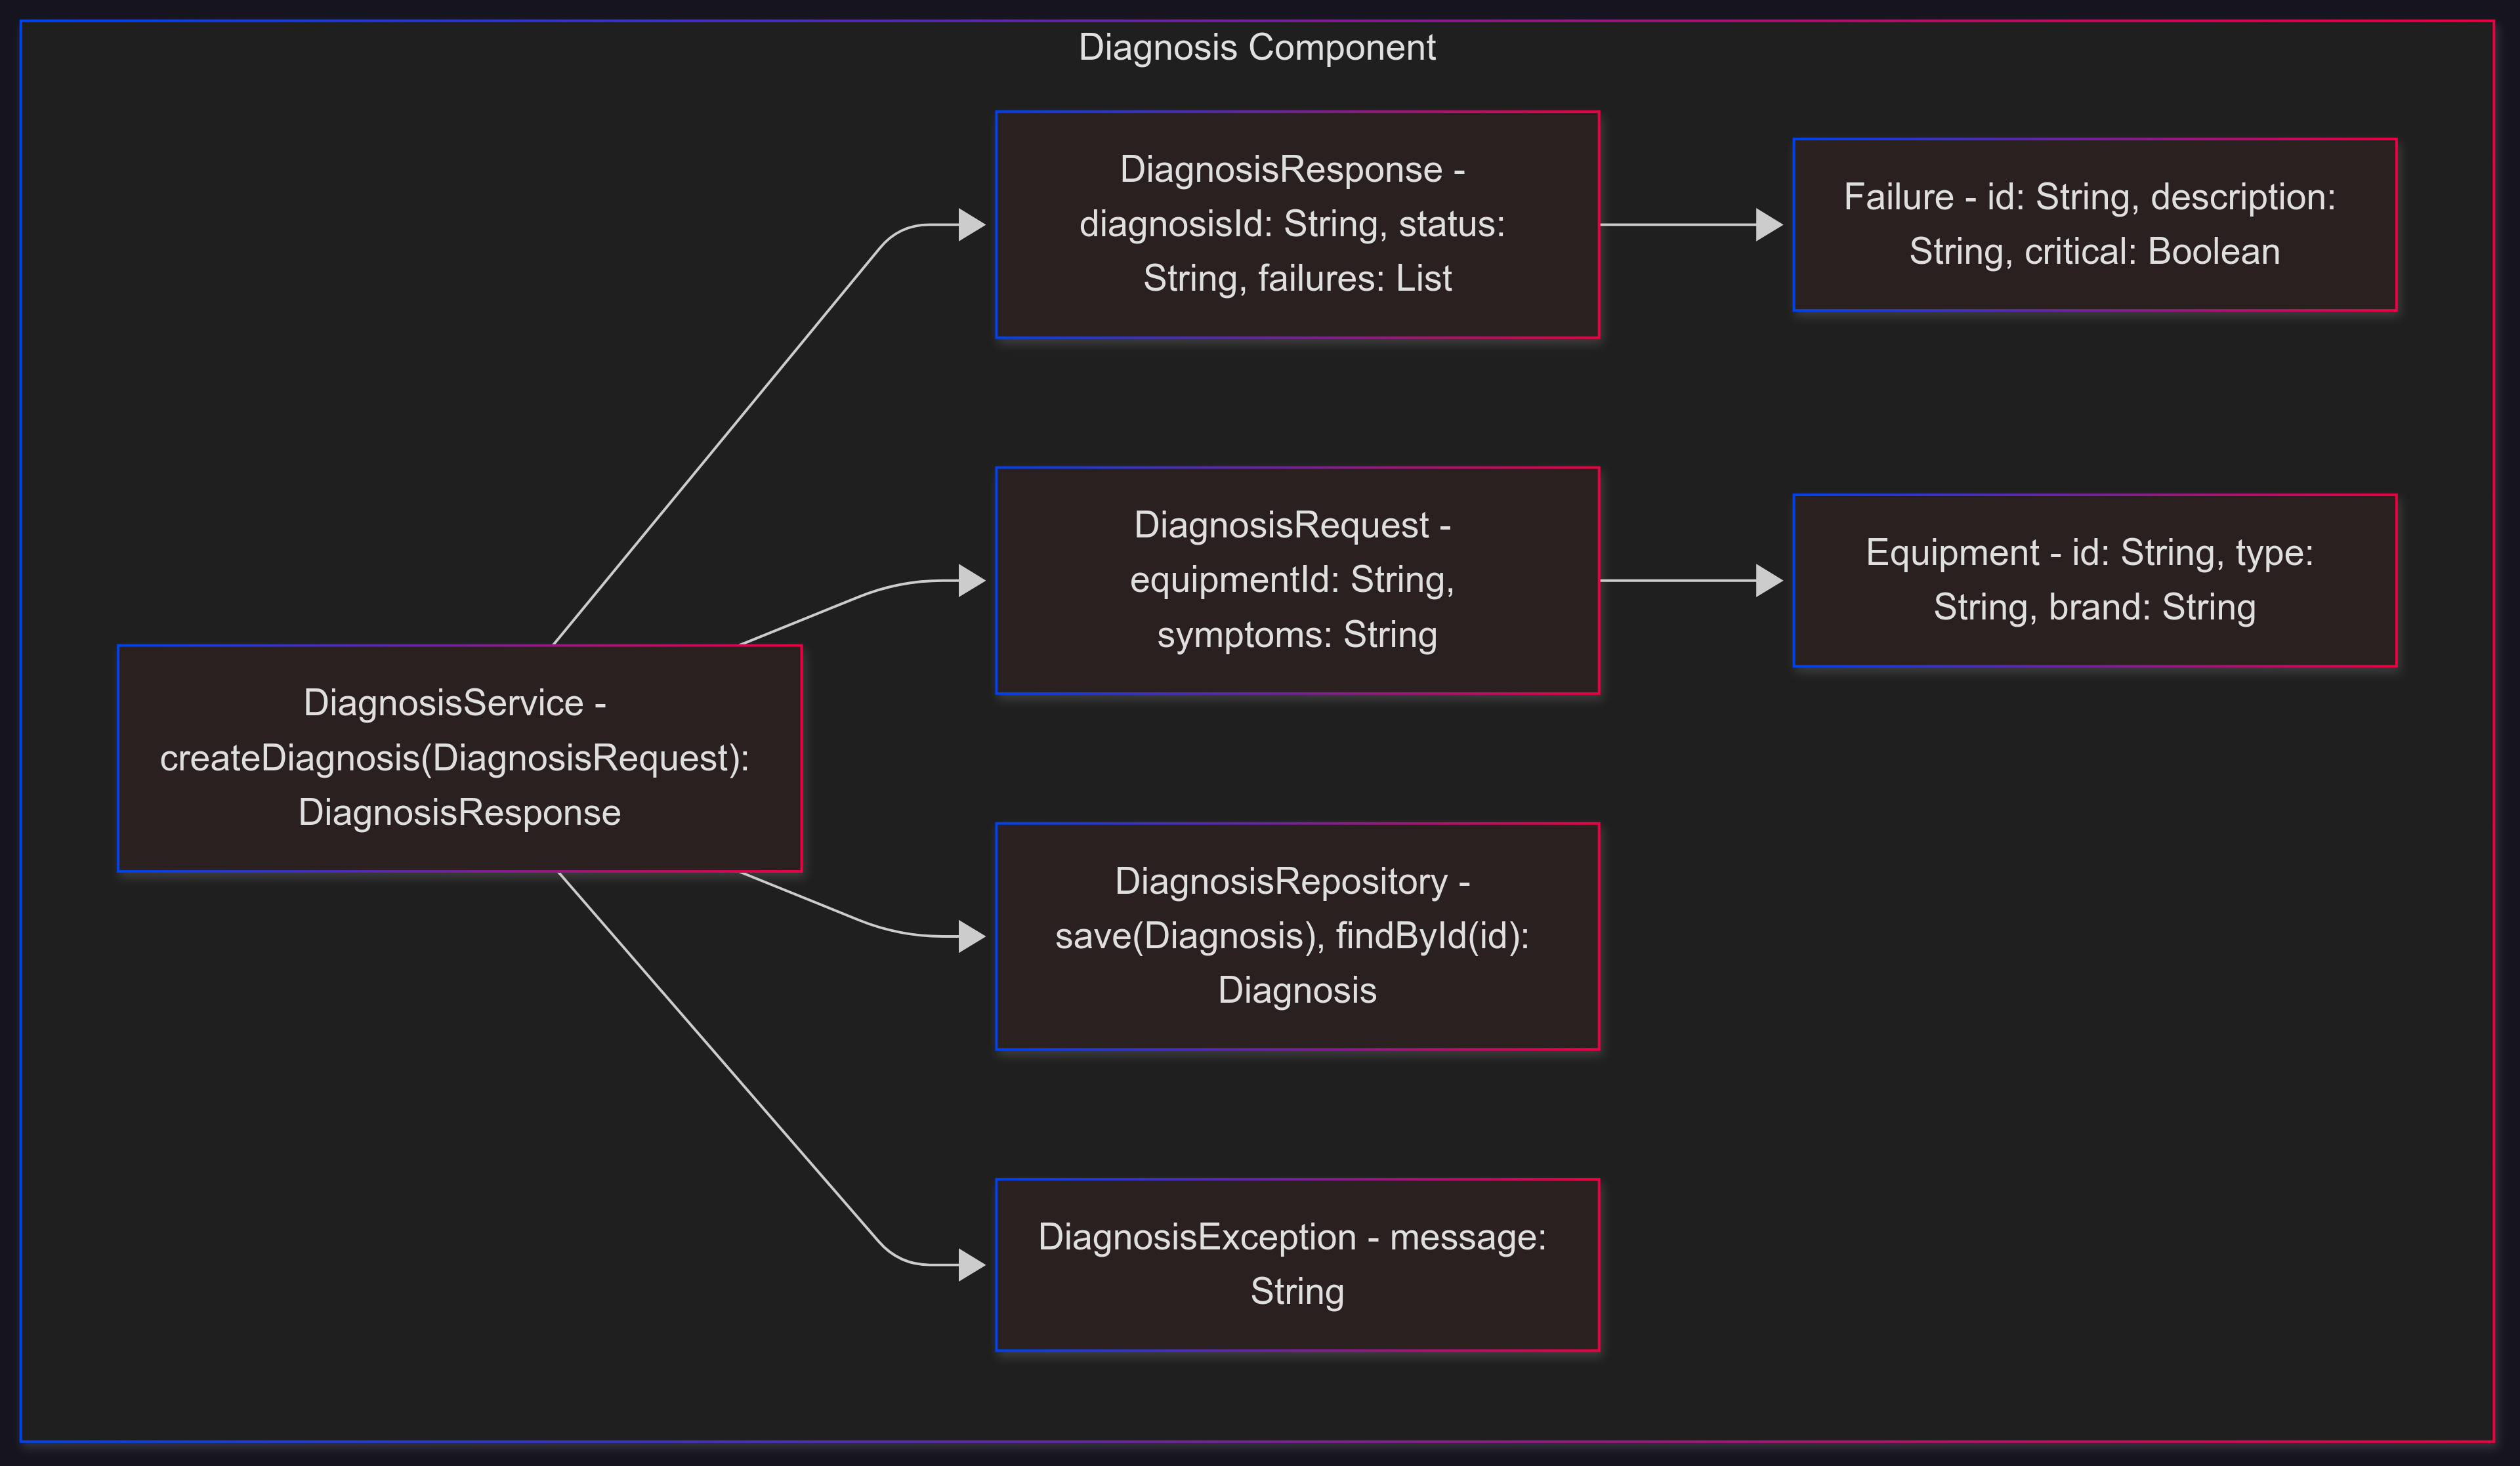 Diagnosis Component
DiagnosisResponse -
diagnosisId: String, status:
String, failures: List
Failure - id: String, description:
String, critical: Boolean
DiagnosisRequest -
equipmentId: String,
symptoms: String
Equipment - id: String, type:
String, brand: String
DiagnosisService -
createDiagnosis(DiagnosisRequest):
DiagnosisResponse
DiagnosisRepository -
save(Diagnosis), findById(id):
Diagnosis
DiagnosisException - message:
String